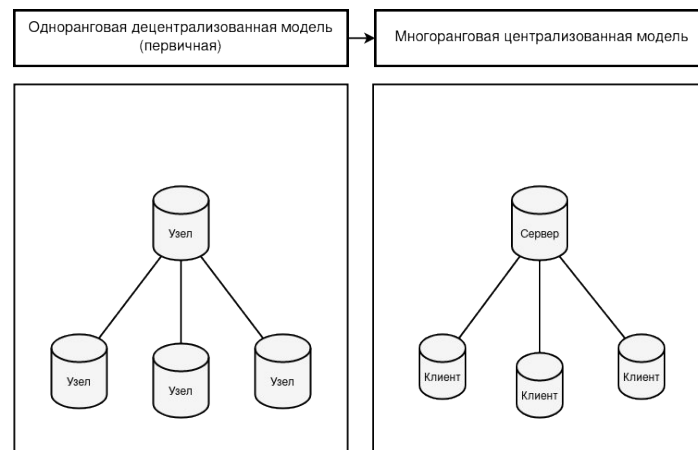 Одноранговая децентрализованная модель
(первичная)
Многоранговая централизованная модель
Узел
Узел
Узел
Узел
Сервер
Клиент
Клиент
Клиент